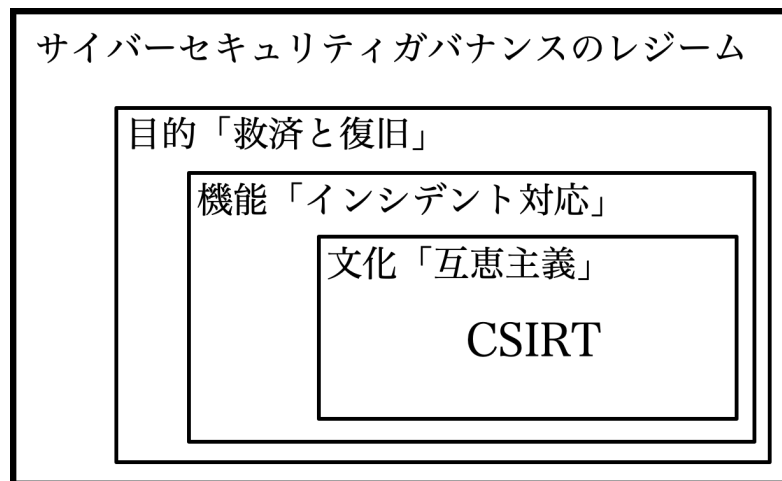 サイバーセキュリティガバナンスのレジーム
目的「救済と復旧」
機能「インシデント対応」
文化「互恵主義」
CSIRT